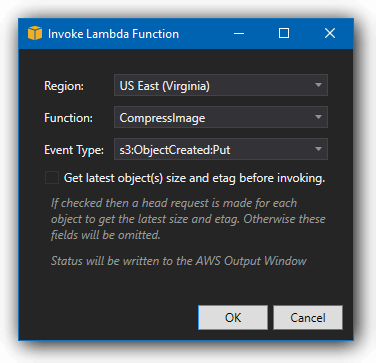 Invoke Lambda Function
Region: US East (Virginia)
Function: CompressImage
Event Type: s3:ObjectCreated:Put
Get latest object(s) size and etag before invoking.
If checked then a head request is made for each
object to get the latest size and etag. Otherwise these
fields will be omitted.
Status will be written to the AWS Output Window
OK Cancel